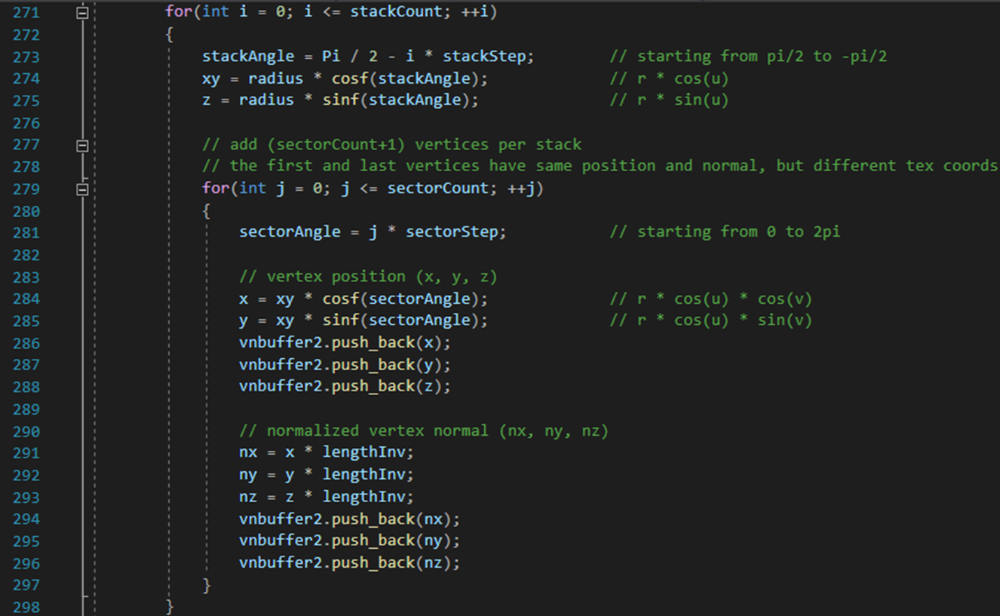 271 for(int i = 0; i <= stackCount; ++i)
272 {
273 stackAngle = Pi / 2 - i * stackStep; // starting from pi/2 to -pi/2
274 xy = radius * cosf(stackAngle); // r * cos(u)
275 z = radius * sinf(stackAngle); // r * sin(u)
276
277 // add (sectorCount+1) vertices per stack
278 // the first and last vertices have same position and normal, but different tex coords
279 for(int j = 0; j <= sectorCount; ++j)
280 {
281 sectorAngle = j * sectorStep; // starting from 0 to 2pi
282
283 // vertex position (x, y, z)
284 x = xy * cosf(sectorAngle); // r * cos(u) * cos(v)
285 y = xy * sinf(sectorAngle); // r * cos(u) * sin(v)
286 vnbuffer2.push_back(x);
287 vnbuffer2.push_back(y);
288 vnbuffer2.push_back(z);
289
290 // normalized vertex normal (nx, ny, nz)
291 nx = x * lengthInv;
292 ny = y * lengthInv;
293 nz = z * lengthInv;
294 vnbuffer2.push_back(nx);
295 vnbuffer2.push_back(ny);
296 vnbuffer2.push_back(nz);
297 }
298 }